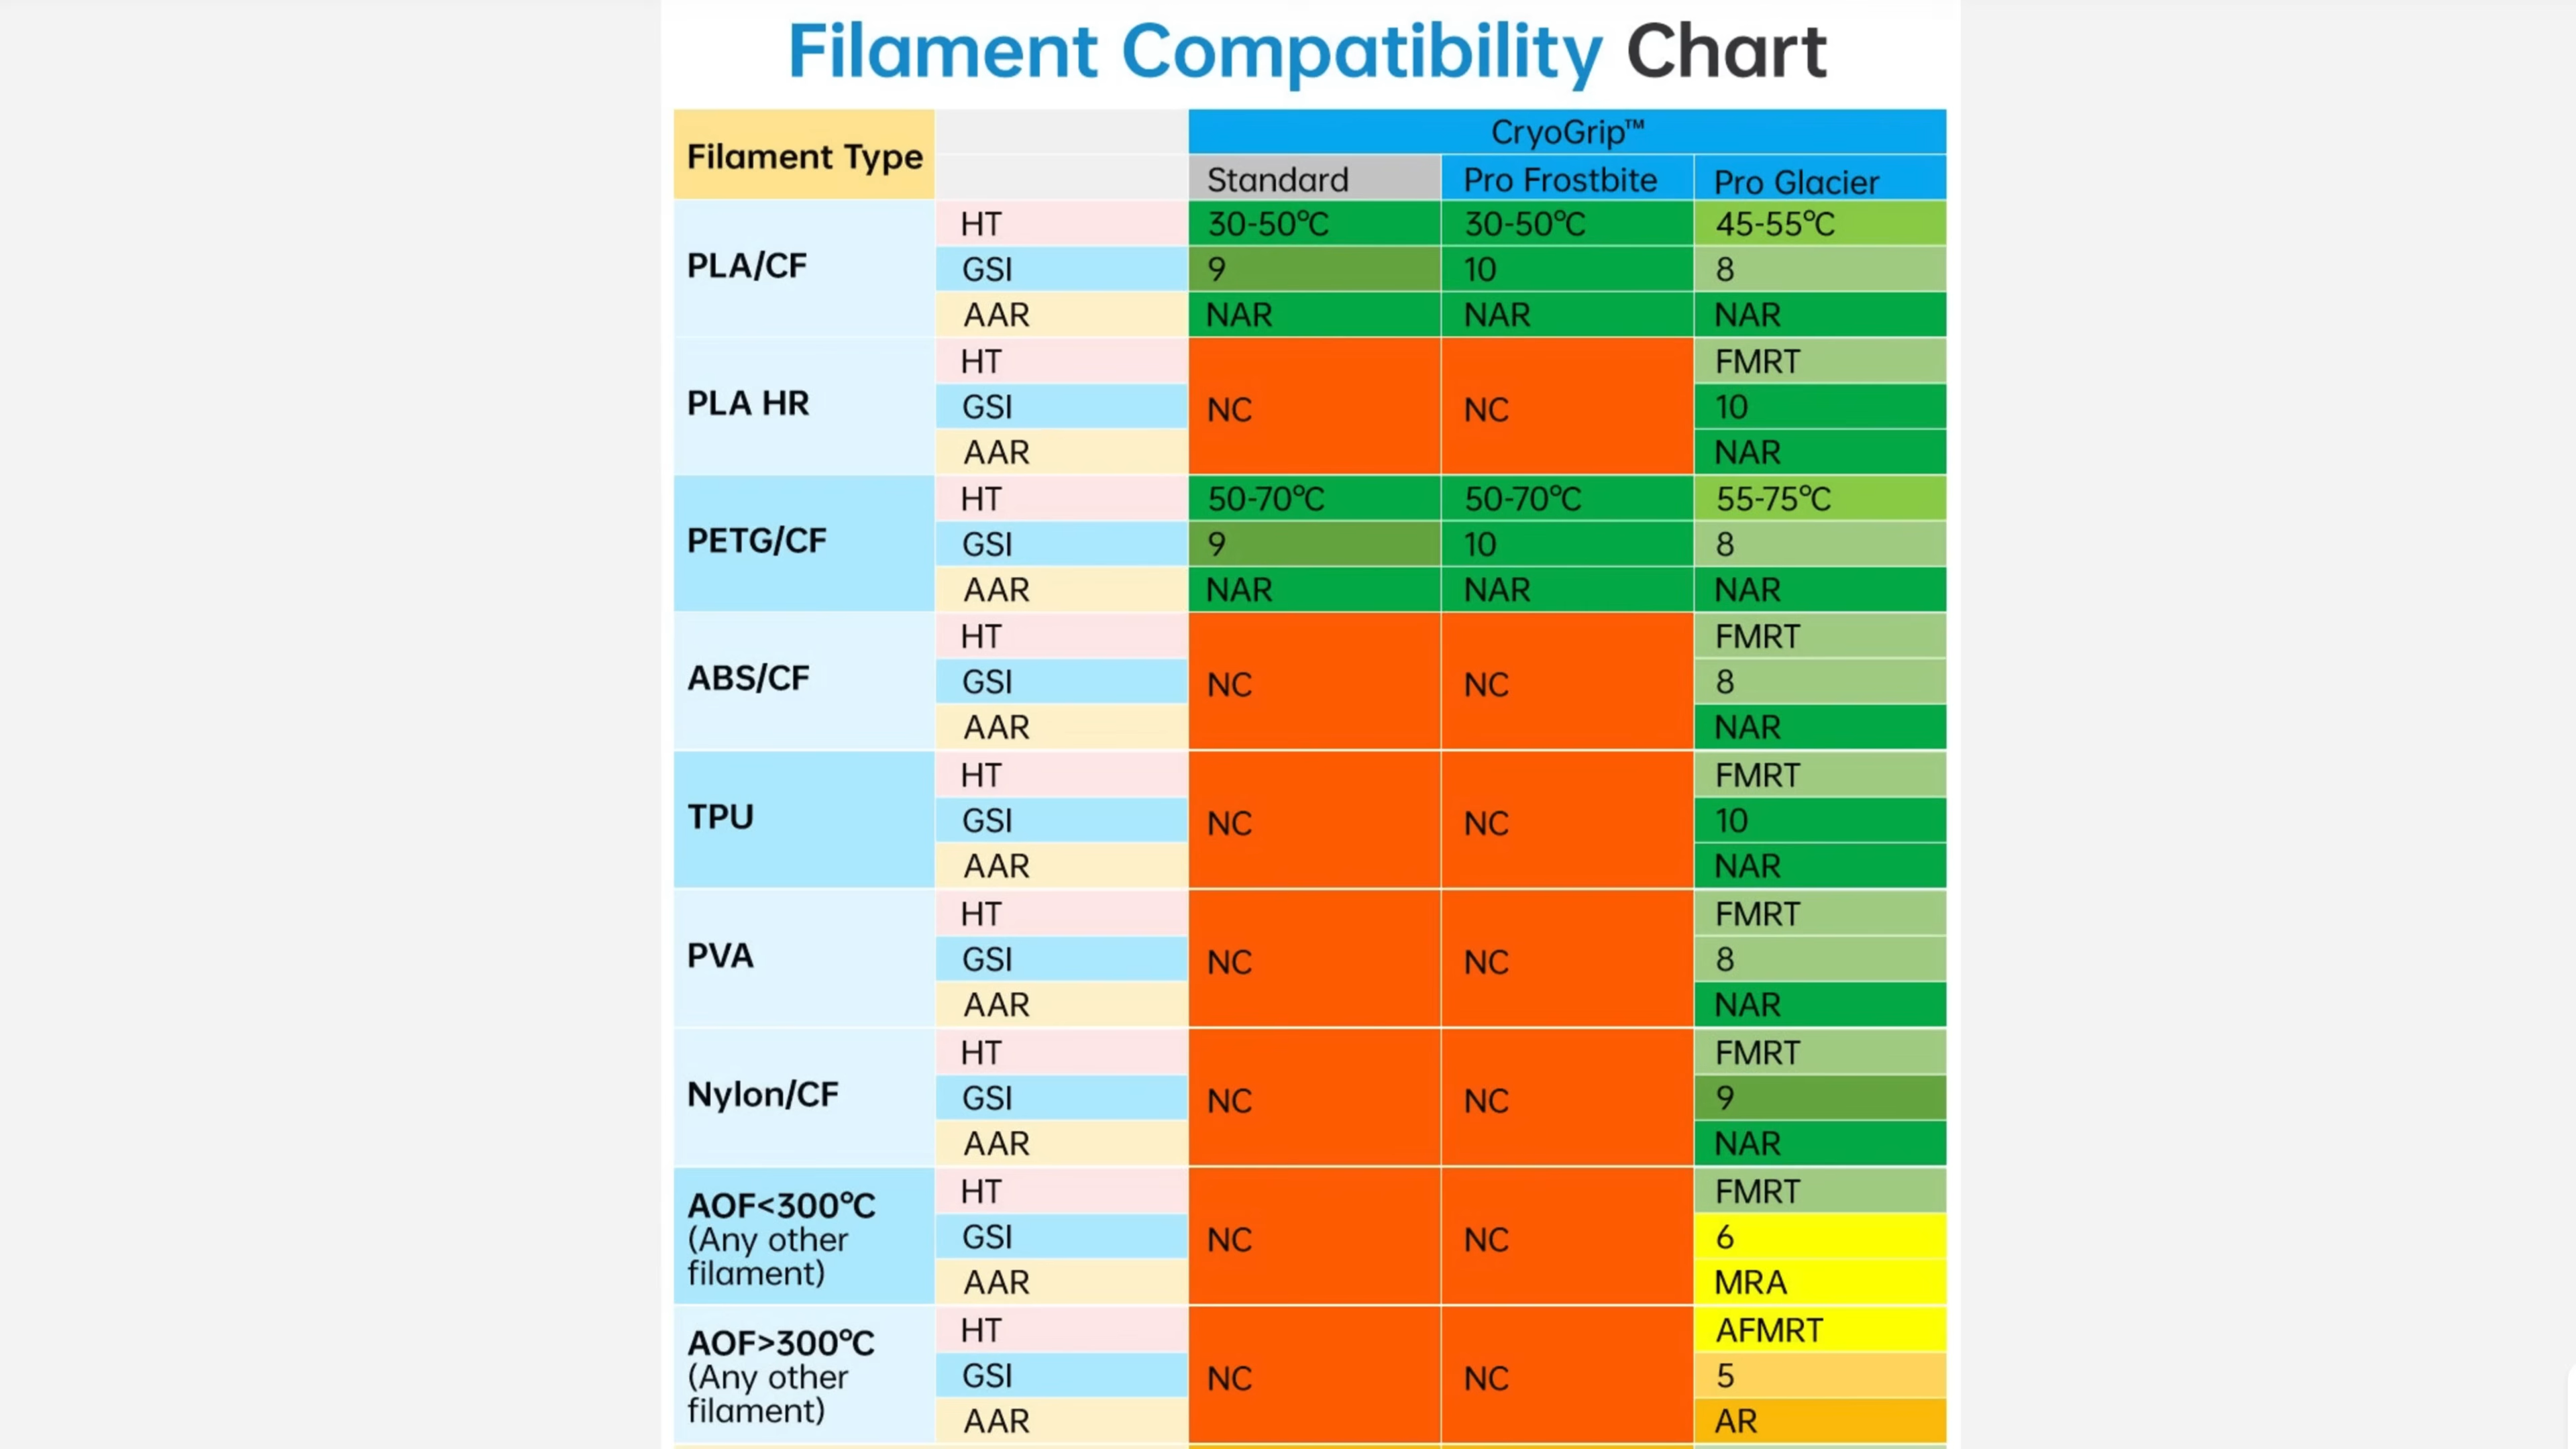 Filament Compatibility Chart
Filament Type
CryoGrip™
Standard Pro Frostbite Pro Glacier
PLA/CF
HT 30-50°C 30-50°C 45-55°C
GSI 9 10 8
AAR NAR NAR NAR
PLA HR
HT FMRT
GSI NC NC 10
AAR NAR
PETG/CF
HT 50-70°C 50-70°C 55-75°C
GSI 9 10 8
AAR NAR NAR NAR
ABS/CF
HT FMRT
GSI NC NC 8
AAR NAR
TPU
HT FMRT
GSI NC NC 10
AAR NAR
PVA
HT FMRT
GSI NC NC 8
AAR NAR
Nylon/CF
HT FMRT
GSI NC NC 9
AAR NAR
AOF<300°C
(Any other
filament)
HT FMRT
GSI NC NC 6
AAR MRA
AOF>300°C
(Any other
filament)
HT AFMRT
GSI NC NC 5
AAR AR